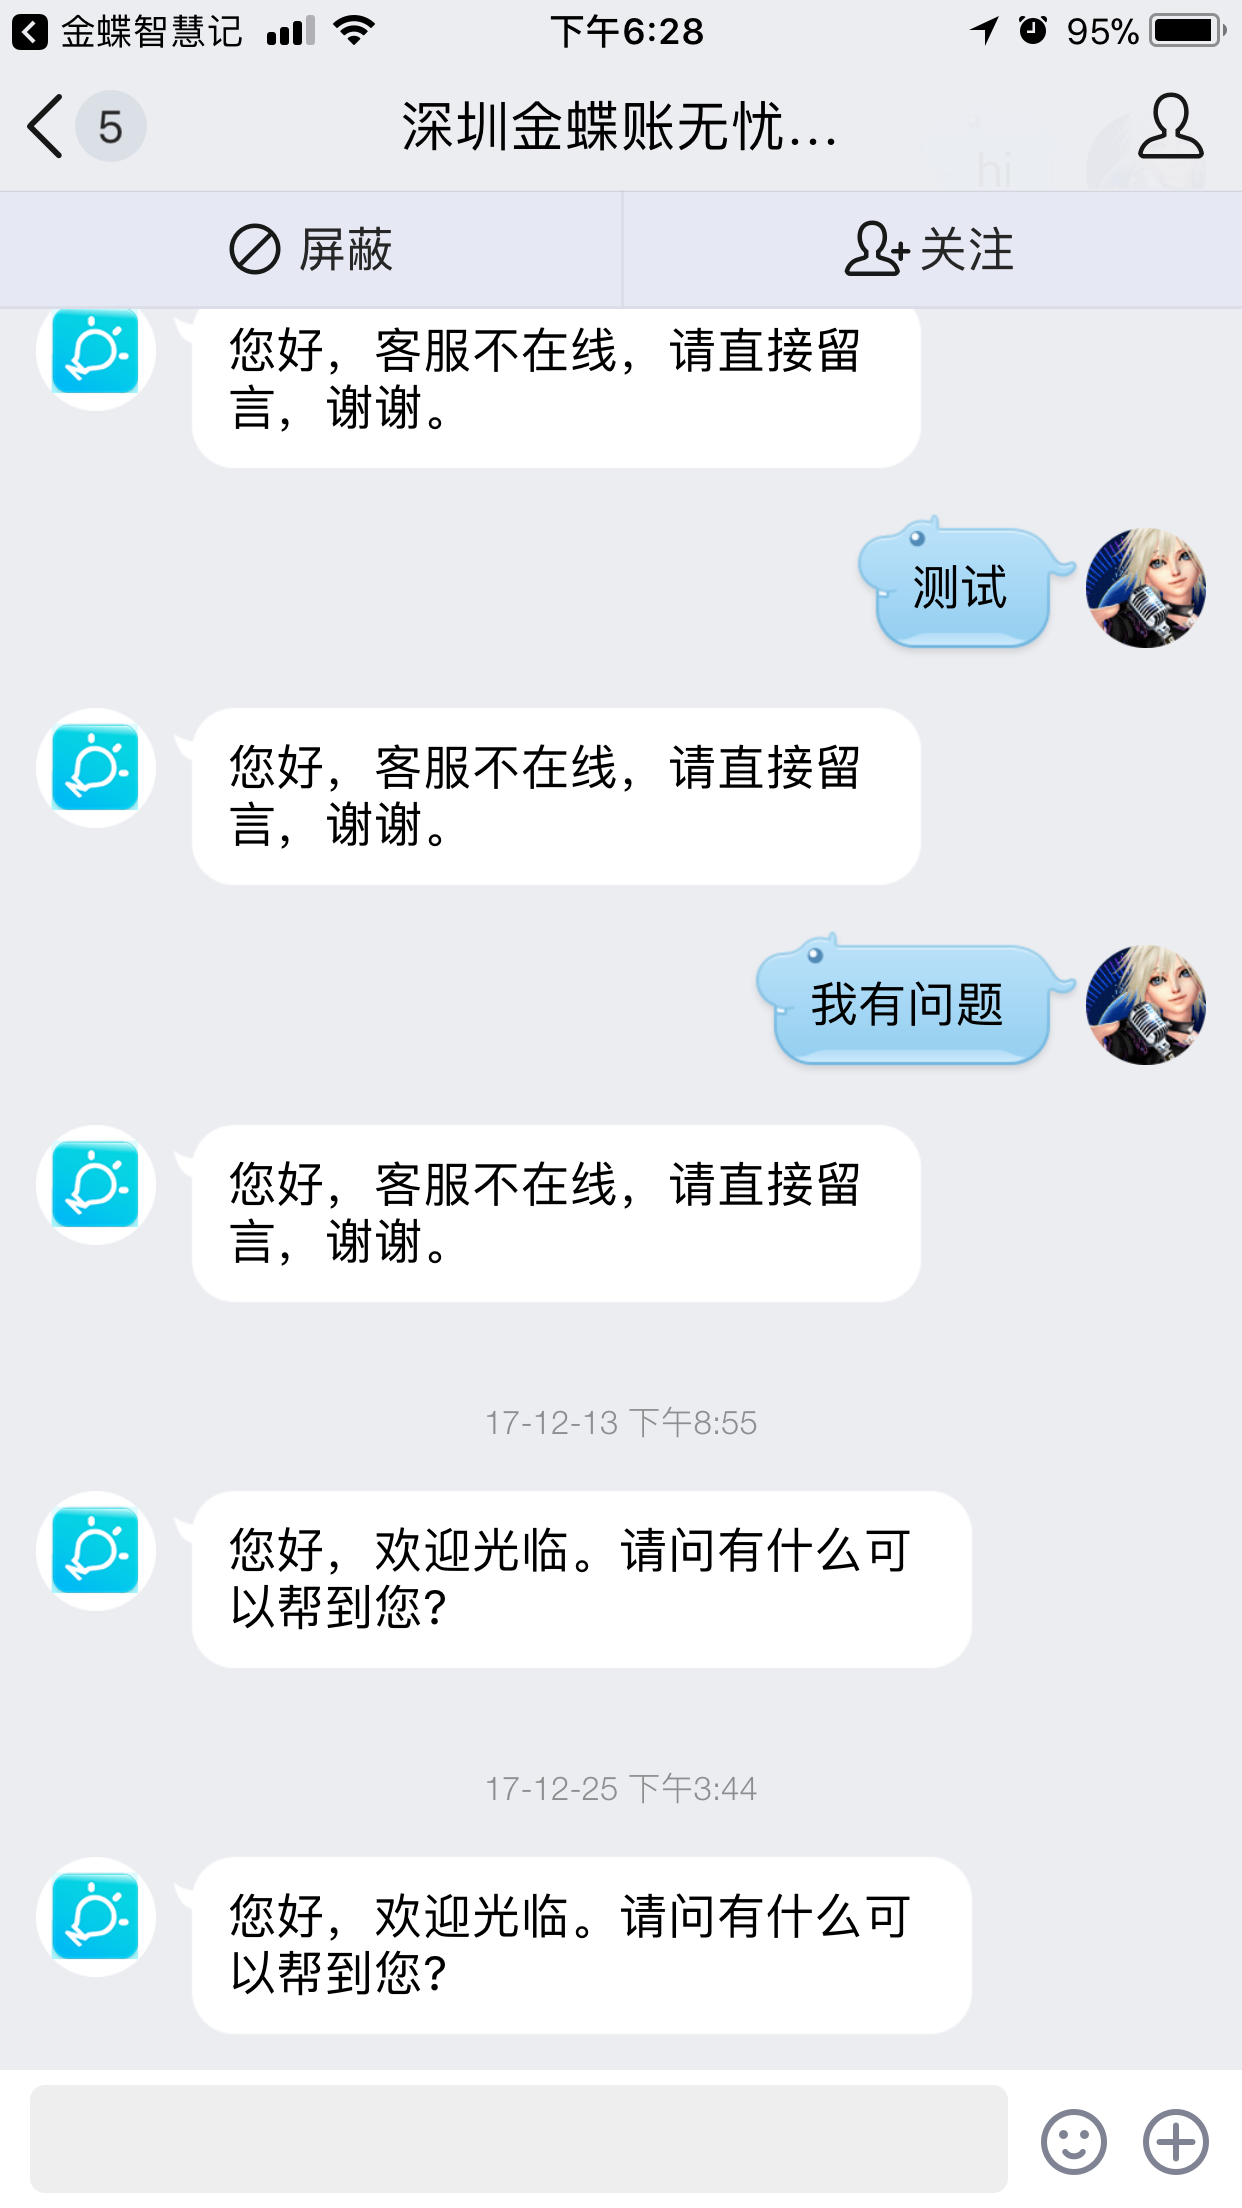 金蝶智慧记 下午6:28 95%
5 深圳金蝶账无忧...
hi
屏蔽 关注
您好，客服不在线，请直接留
言，谢谢。
测试
您好，客服不在线，请直接留
言，谢谢。
我有问题
您好，客服不在线，请直接留
言，谢谢。
17-12-13 下午8:55
您好，欢迎光临。请问有什么可
以帮到您?
17-12-25 下午3:44
您好，欢迎光临。请问有什么可
以帮到您?